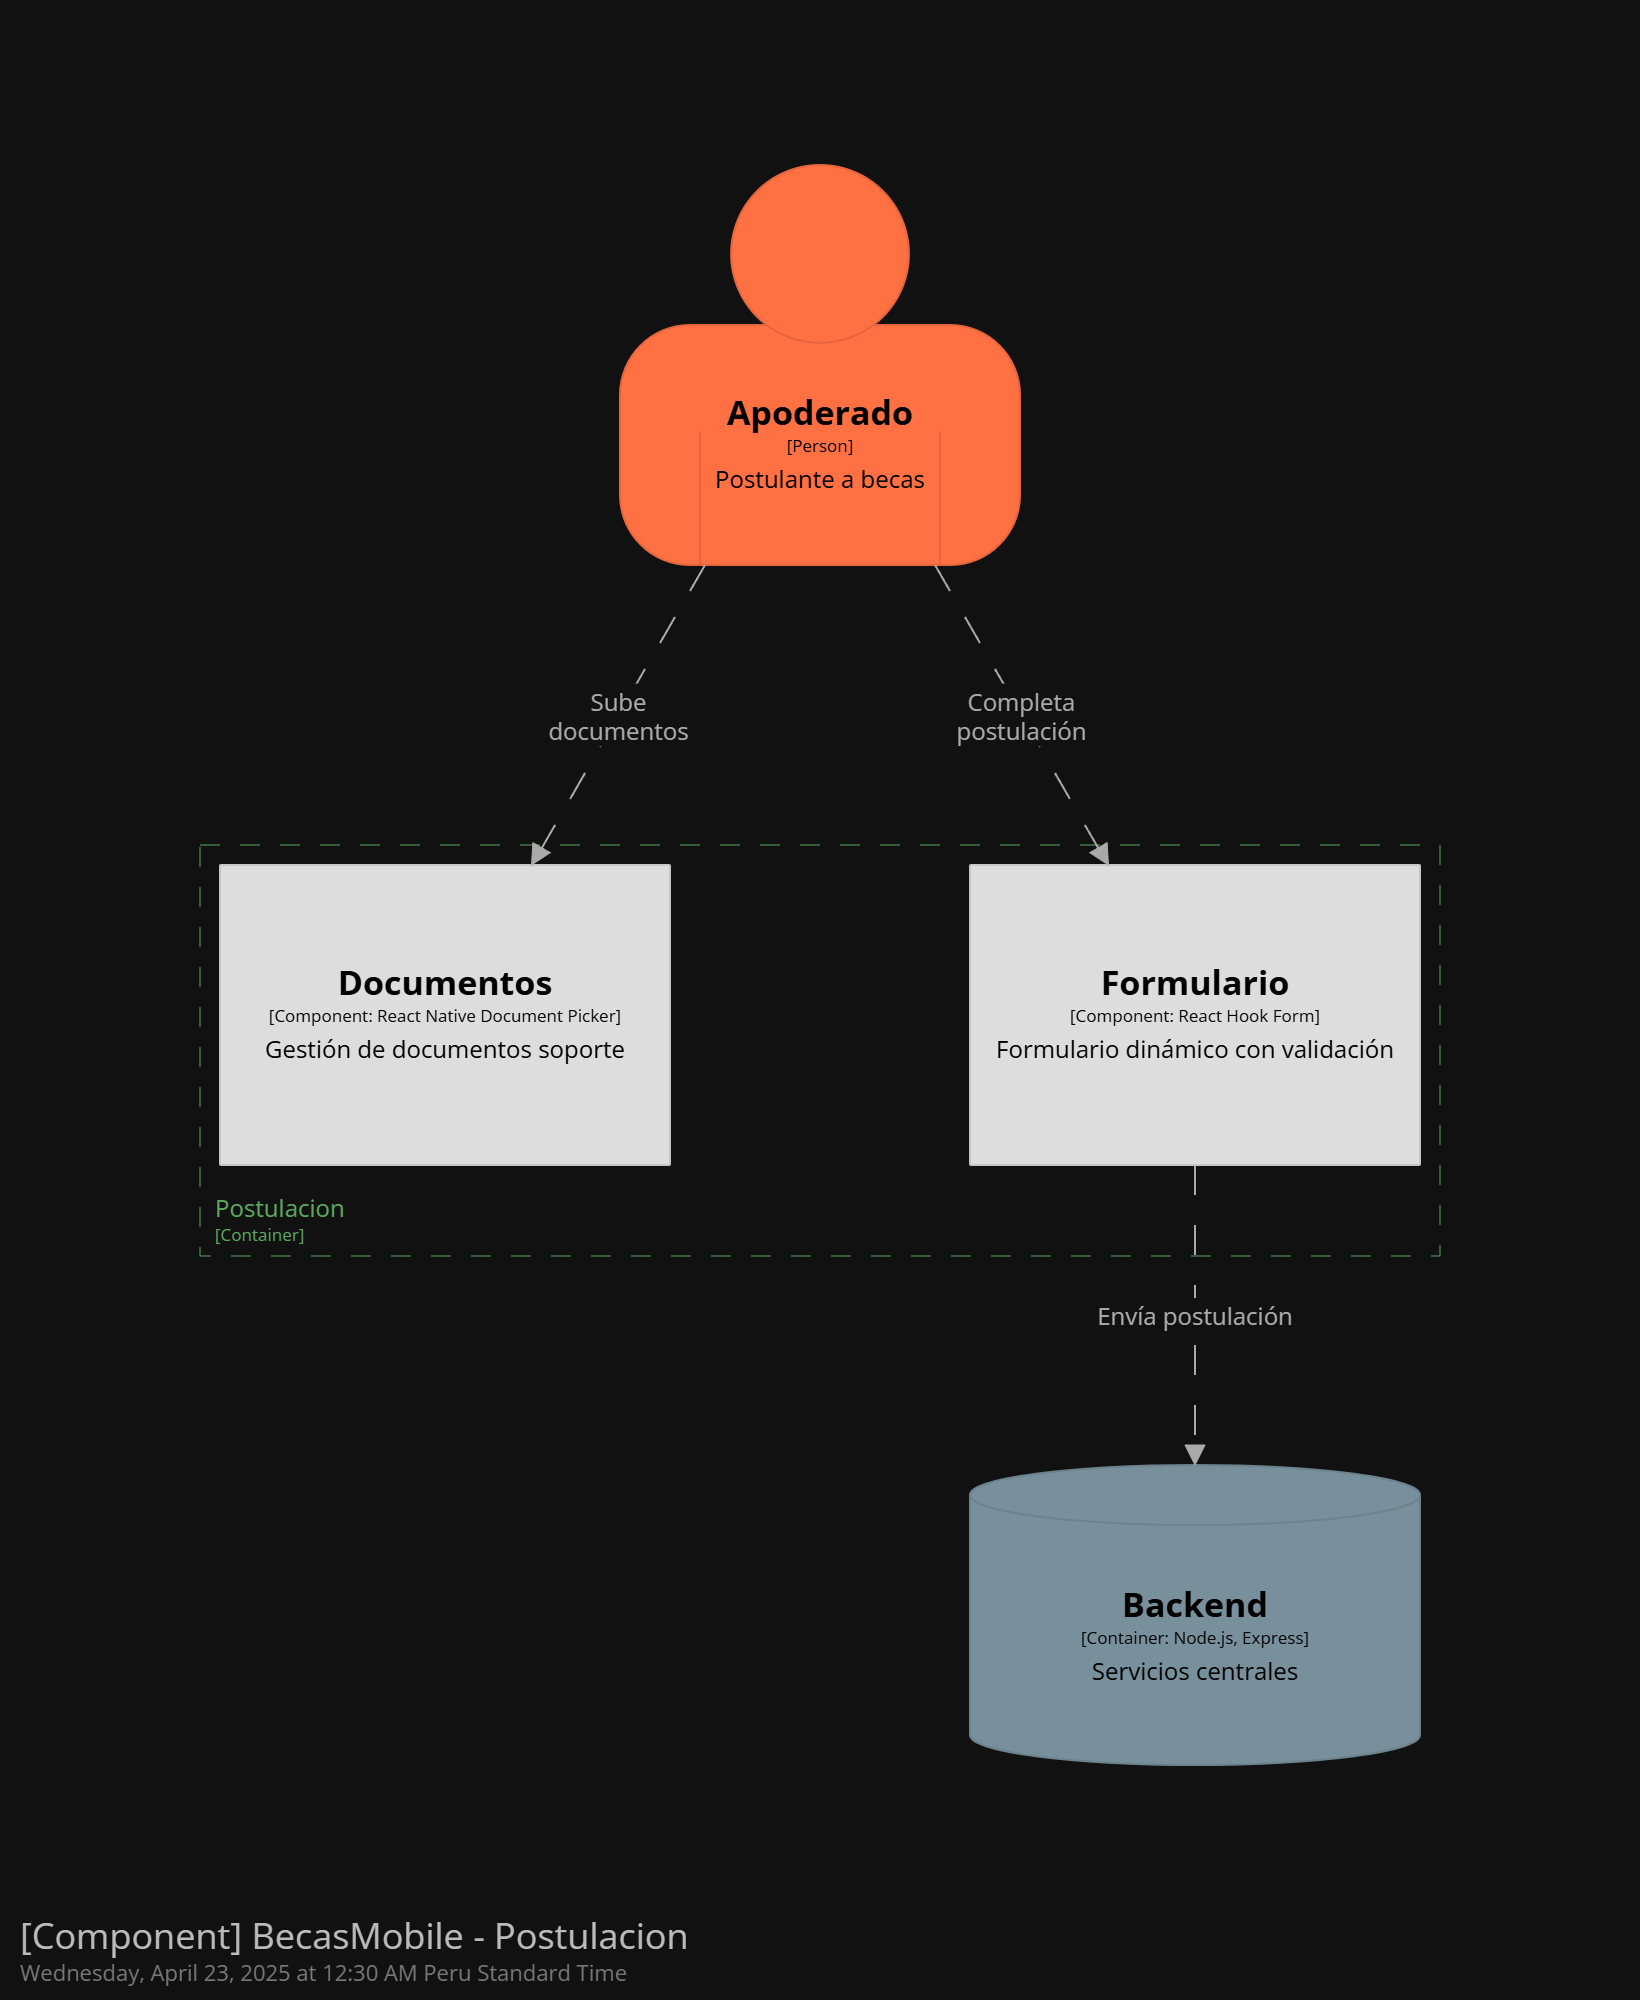 Apoderado
[Person]
Postulante a becas
Sube
documentos
Completa
postulación
Documentos
[Component: React Native Document Picker]
Gestión de documentos soporte
Formulario
[Component: React Hook Form]
Formulario dinámico con validación
Postulacion
[Container]
Envía postulación
Backend
[Container: Node.js, Express]
Servicios centrales
[Component] BecasMobile - Postulacion
Wednesday, April 23, 2025 at 12:30 AM Peru Standard Time